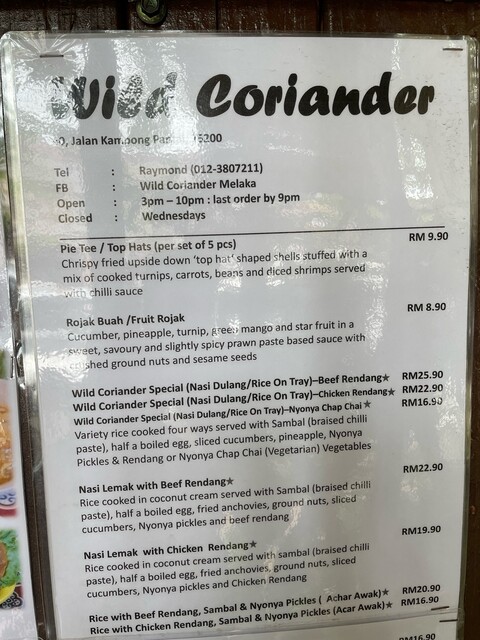 Wild Coriander
Jalan Kampong
Tel : Raymond (012-3807211)
FB : Wild Coriander Melaka
Open : 3pm – 10pm : last order by 9pm
Closed : Wednesdays
Pie Tee / Top Hats (per set of 5 pcs) RM 9.90
Chrispy fried upside down 'top hat' shaped shells stuffed with a
mix of cooked turnips, carrots, beans and diced shrimps served
with chilli sauce
Rojak Buah /Fruit Rojak RM 8.90
Cucumber, pineapple, turnip, green mango and star fruit in a
sweet, savoury and slightly spicy prawn paste based sauce with
crushed ground nuts and sesame seeds
Wild Coriander Special (Nasi Dulang/Rice On Tray)–Beef Rendang★ RM25.90
Wild Coriander Special (Nasi Dulang/Rice On Tray)–Chicken Rendang★ RM22.90
Wild Coriander Special (Nasi Dulang/Rice On Tray)–Nyonya Chap Chai★ RM16.90
Variety rice cooked four ways served with Sambal (braised chilli
paste), half a boiled egg, sliced cucumbers, pineapple, Nyonya
Pickles & Rendang or Nyonya Chap Chai (Vegetarian) Vegetables
Nasi Lemak with Beef Rendang★ RM22.90
Rice cooked in coconut cream served with Sambal (braised chilli
paste), half a boiled egg, fried anchovies, ground nuts, sliced
cucumbers, Nyonya pickles and beef rendang
Nasi Lemak with Chicken Rendang★ RM19.90
Rice cooked in coconut cream served with sambal (braised chilli
paste), half a boiled egg, fried anchovies, ground nuts, sliced
cucumbers, Nyonya pickles and Chicken Rendang
Rice with Beef Rendang, Sambal & Nyonya Pickles ( Achar Awak)★ RM20.90
Rice with Chicken Rendang, Sambal & Nyonya Pickles (Acar Awak)★ RM16.90
RM16.90